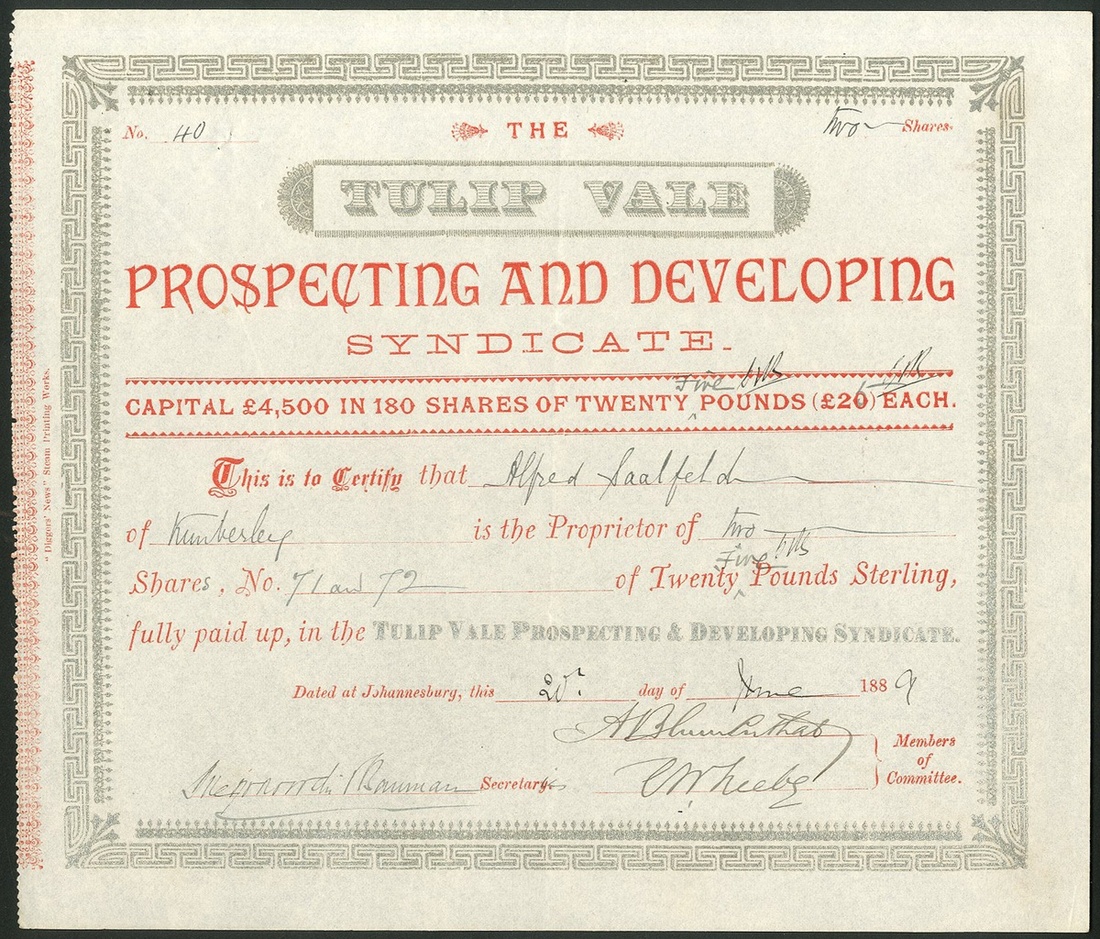 No. 40 THE two Shares.
TULIP VALE
PROSPECTING AND DEVELOPING
SYNDICATE.
Five
CAPITAL £4,500 IN 180 SHARES OF TWENTY ‸ POUNDS (£20) EACH.
This is to Certify that Alfred Saalfeld
of Kimberley is the Proprietor of two
Five
Shares, No. 71 and 72 of Twenty ‸ Pounds Sterling,
fully paid up, in the TULIP VALE PROSPECTING & DEVELOPING SYNDICATE.
Dated at Johannesburg, this 20. day of June 1889
Members
of
Committee.
Bauman Secretary
"Diggers' News" Steam Printing Works.